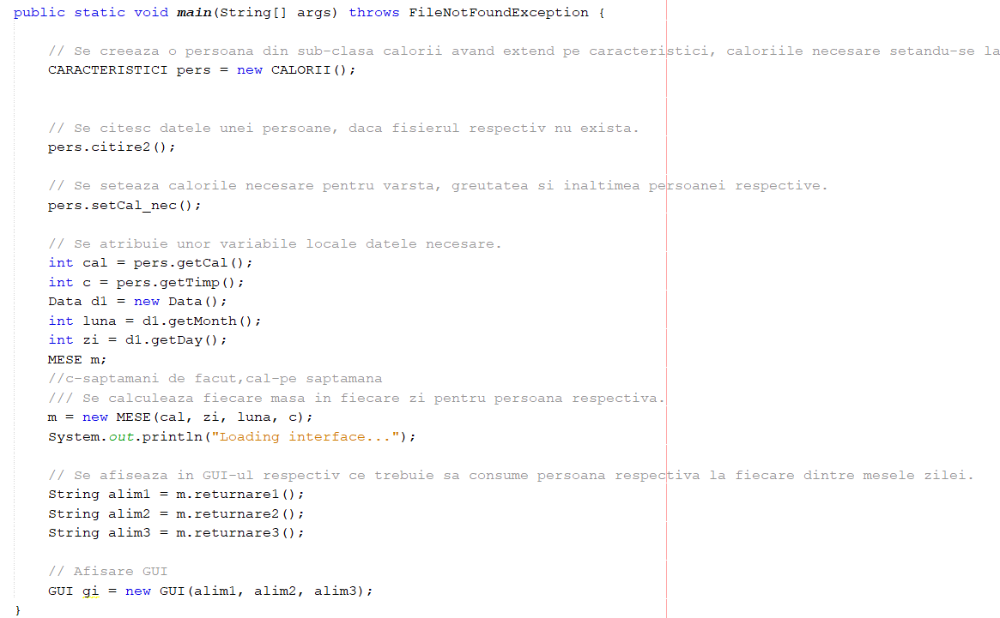 public static void main(String[] args) throws FileNotFoundException {
// Se creeaza o persoana din sub-clasa calorii avand extend pe caracteristici, caloriile necesare setandu-se la
CARACTERISTICI pers = new CALORII();
// Se citesc datele unei persoane, daca fisierul respectiv nu exista.
pers.citire2();
// Se seteaza calorile necesare pentru varsta, greutatea si inaltimea persoanei respective.
pers.setCal_nec();
// Se atribuie unor variabile locale datele necesare.
int cal = pers.getCal();
int c = pers.getTimp();
Data d1 = new Data();
int luna = d1.getMonth();
int zi = d1.getDay();
MESE m;
//c-saptamani de facut,cal-pe saptamana
/// Se calculeaza fiecare masa in fiecare zi pentru persoana respectiva.
m = new MESE(cal, zi, luna, c);
System.out.println("Loading interface...");
// Se afiseaza in GUI-ul respectiv ce trebuie sa consume persoana respectiva la fiecare dintre mesele zilei.
String alim1 = m.returnare1();
String alim2 = m.returnare2();
String alim3 = m.returnare3();
// Afisare GUI
GUI gi = new GUI(alim1, alim2, alim3);
}